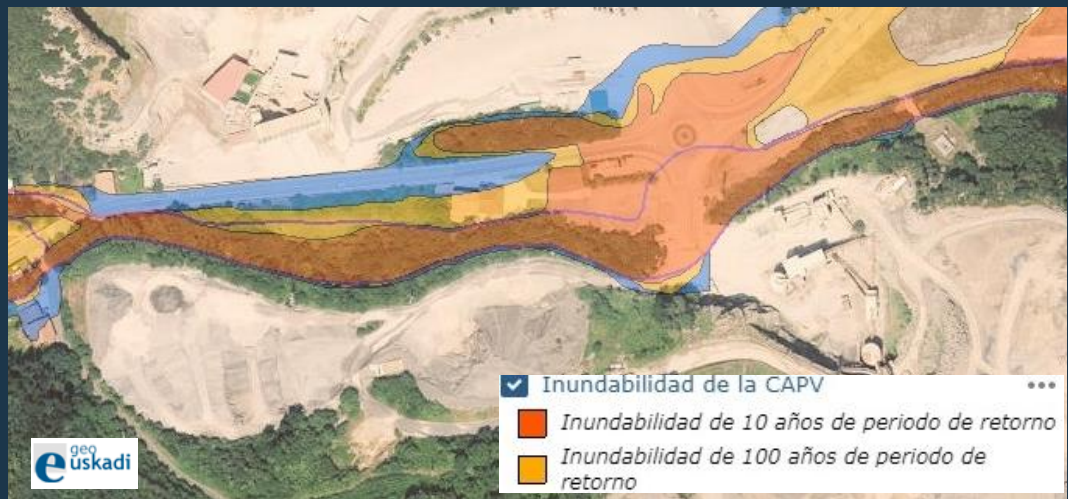 Inundabilidad de la CAPV
Inundabilidad de 10 años de periodo de retorno
Inundabilidad de 100 años de periodo de
retorno
geo
euskadi